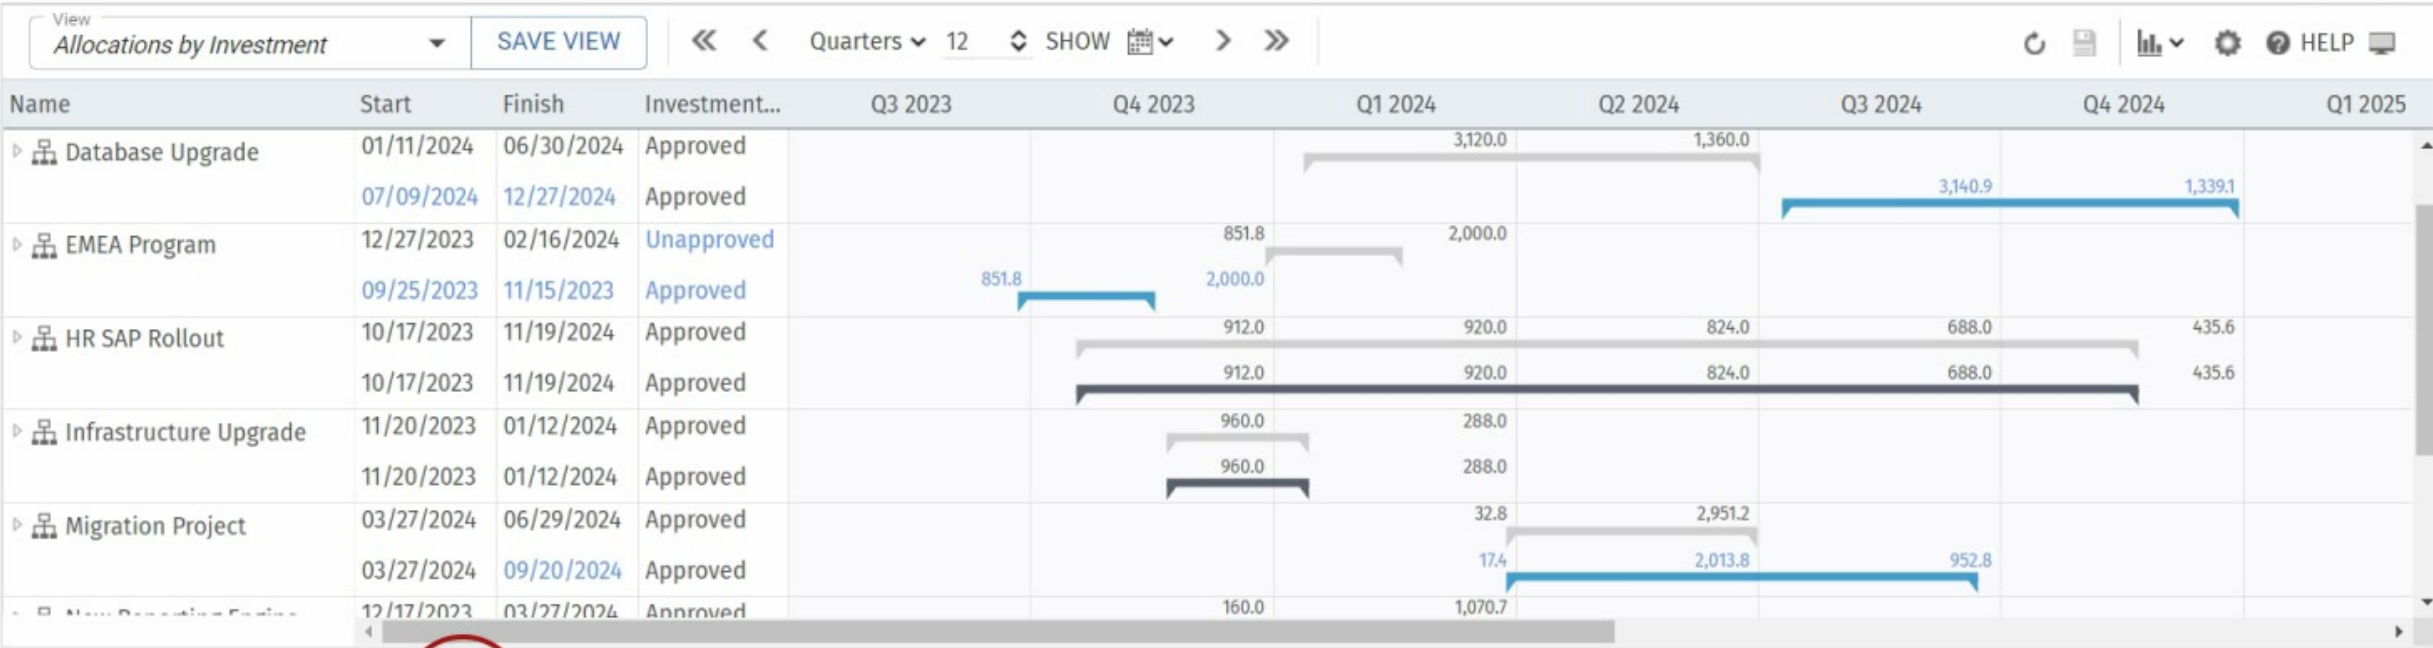 View
Allocations by Investment SAVE VIEW Quarters 12 SHOW HELP
Name Start Finish Investment... Q3 2023 Q4 2023 Q1 2024 Q2 2024 Q3 2024 Q4 2024 Q1 2025
Database Upgrade 01/11/2024 06/30/2024 Approved 3,120.0 1,360.0
07/09/2024 12/27/2024 Approved 3,140.9 1,339.1
EMEA Program 12/27/2023 02/16/2024 Unapproved 851.8 2,000.0
09/25/2023 11/15/2023 Approved 851.8 2,000.0
HR SAP Rollout 10/17/2023 11/19/2024 Approved 912.0 920.0 824.0 688.0 435.6
10/17/2023 11/19/2024 Approved 912.0 920.0 824.0 688.0 435.6
Infrastructure Upgrade 11/20/2023 01/12/2024 Approved 960.0 288.0
11/20/2023 01/12/2024 Approved 960.0 288.0
Migration Project 03/27/2024 06/29/2024 Approved 32.8 2,951.2
03/27/2024 09/20/2024 Approved 17.4 2,013.8 952.8
New Reporting Engine 12/17/2023 03/27/2024 Approved 160.0 1,070.7